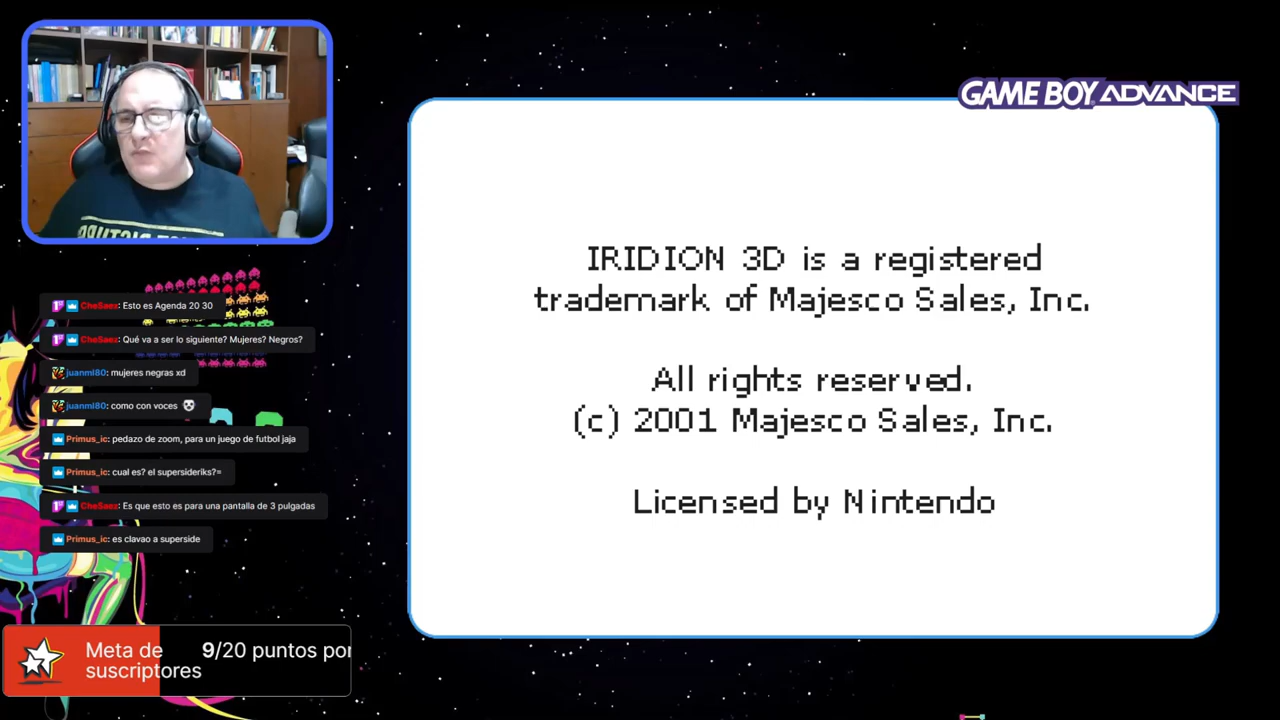 GAME BOY ADVANCE
IRIDION 3D is a registered
trademark of Majesco Sales, Inc.
All rights reserved.
(c) 2001 Majesco Sales, Inc.
Licensed by Nintendo
CheSaez: Esto es Agenda 20 30
CheSaez: Qué va a ser lo siguiente? Mujeres? Negros?
juanml80: mujeres negras xd
juanml80: como con voces
Primus_ic: pedazo de zoom, para un juego de futbol jaja
Primus_ic: cual es? el supersideriks?=
CheSaez: Es que esto es para una pantalla de 3 pulgadas
Primus_ic: es clavao a superside
Meta de suscriptores
9/20 puntos por